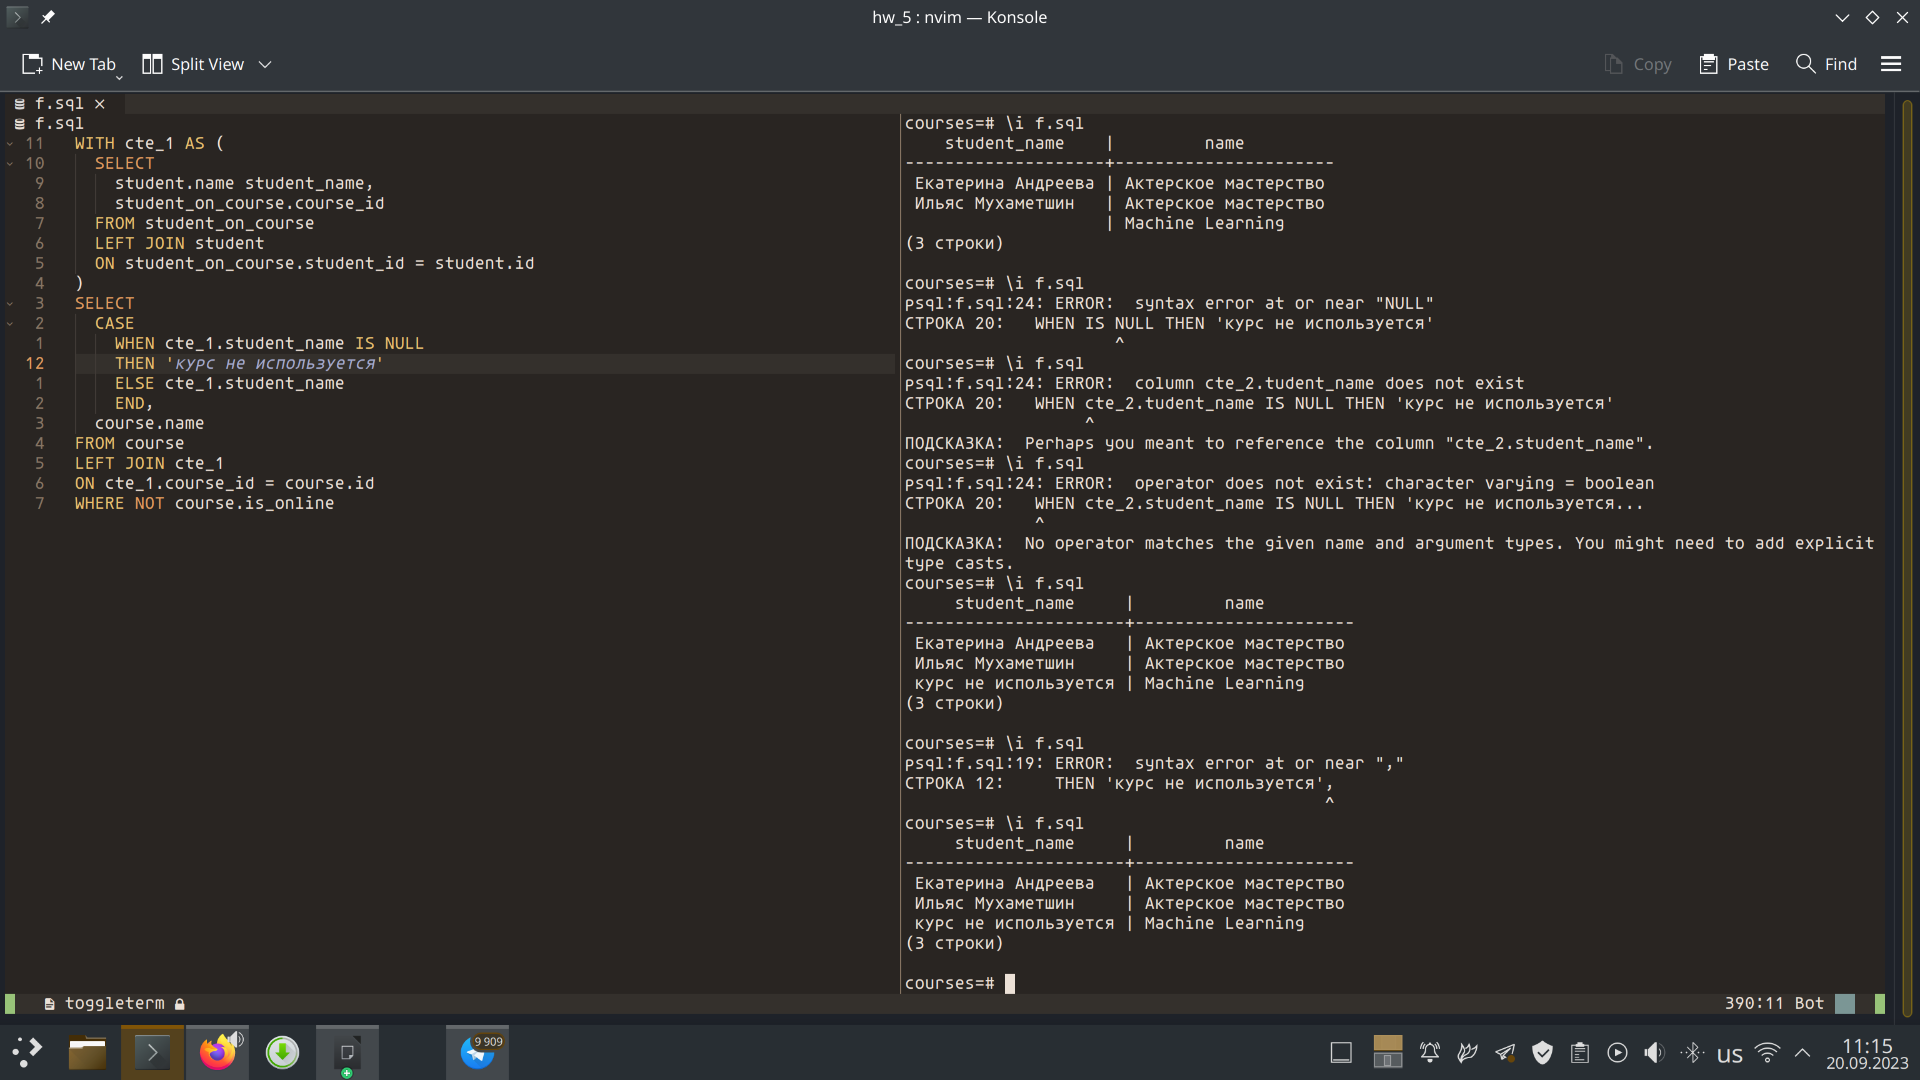 hw_5 : nvim — Konsole
New Tab
Split View
Copy
Paste
Find
f.sql ×
f.sql
11 WITH cte_1 AS (
10   SELECT
9     student.name student_name,
8     student_on_course.course_id
7   FROM student_on_course
6   LEFT JOIN student
5   ON student_on_course.student_id = student.id
4 )
3 SELECT
2   CASE
1     WHEN cte_1.student_name IS NULL
12     THEN 'курс не используется'
1     ELSE cte_1.student_name
2     END,
3   course.name
4 FROM course
5 LEFT JOIN cte_1
6 ON cte_1.course_id = course.id
7 WHERE NOT course.is_online
courses=# \i f.sql
    student_name    |         name
--------------------+----------------------
 Екатерина Андреева | Актерское мастерство
 Ильяс Мухаметшин   | Актерское мастерство
                    | Machine Learning
(3 строки)
courses=# \i f.sql
psql:f.sql:24: ERROR:  syntax error at or near "NULL"
СТРОКА 20:   WHEN IS NULL THEN 'курс не используется'
                     ^
courses=# \i f.sql
psql:f.sql:24: ERROR:  column cte_2.tudent_name does not exist
СТРОКА 20:   WHEN cte_2.tudent_name IS NULL THEN 'курс не используется'
                  ^
ПОДСКАЗКА:  Perhaps you meant to reference the column "cte_2.student_name".
courses=# \i f.sql
psql:f.sql:24: ERROR:  operator does not exist: character varying = boolean
СТРОКА 20:   WHEN cte_2.student_name IS NULL THEN 'курс не используется...
             ^
ПОДСКАЗКА:  No operator matches the given name and argument types. You might need to add explicit
type casts.
courses=# \i f.sql
     student_name     |         name
----------------------+----------------------
 Екатерина Андреева   | Актерское мастерство
 Ильяс Мухаметшин     | Актерское мастерство
 курс не используется | Machine Learning
(3 строки)
courses=# \i f.sql
psql:f.sql:19: ERROR:  syntax error at or near ","
СТРОКА 12:     THEN 'курс не используется',
                                          ^
courses=# \i f.sql
     student_name     |         name
----------------------+----------------------
 Екатерина Андреева   | Актерское мастерство
 Ильяс Мухаметшин     | Актерское мастерство
 курс не используется | Machine Learning
(3 строки)
courses=#
toggleterm
390:11 Bot
9 909
us
11:15
20.09.2023